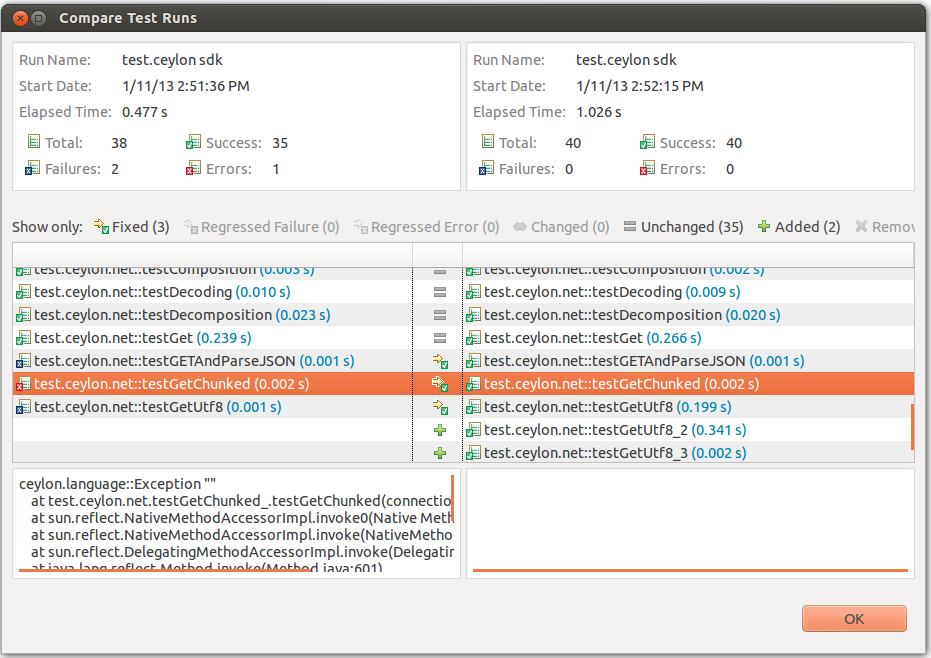 Compare Test Runs
Run Name: test.ceylon sdk
Start Date: 1/11/13 2:51:36 PM
Elapsed Time: 0.477 s
Total: 38 Success: 35
Failures: 2 Errors: 1
Run Name: test.ceylon sdk
Start Date: 1/11/13 2:52:15 PM
Elapsed Time: 1.026 s
Total: 40 Success: 40
Failures: 0 Errors: 0
Show only: Fixed (3) Regressed Failure (0) Regressed Error (0) Changed (0) Unchanged (35) Added (2) Remov
test.ceylon.net::testComposition (0.003 s) test.ceylon.net::testComposition (0.002 s)
test.ceylon.net::testDecoding (0.010 s) test.ceylon.net::testDecoding (0.009 s)
test.ceylon.net::testDecomposition (0.023 s) test.ceylon.net::testDecomposition (0.020 s)
test.ceylon.net::testGet (0.239 s) test.ceylon.net::testGet (0.266 s)
test.ceylon.net::testGETAndParseJSON (0.001 s) test.ceylon.net::testGETAndParseJSON (0.001 s)
test.ceylon.net::testGetChunked (0.002 s) test.ceylon.net::testGetChunked (0.002 s)
test.ceylon.net::testGetUtf8 (0.001 s) test.ceylon.net::testGetUtf8 (0.199 s)
test.ceylon.net::testGetUtf8_2 (0.341 s)
test.ceylon.net::testGetUtf8_3 (0.002 s)
ceylon.language::Exception ""
at test.ceylon.net.testGetChunked_.testGetChunked(connectio
at sun.reflect.NativeMethodAccessorImpl.invoke0(Native Meth
at sun.reflect.NativeMethodAccessorImpl.invoke(NativeMetho
at sun.reflect.DelegatingMethodAccessorImpl.invoke(Delegatin
at java.lang.reflect.Method.invoke(Method.java:601)
OK